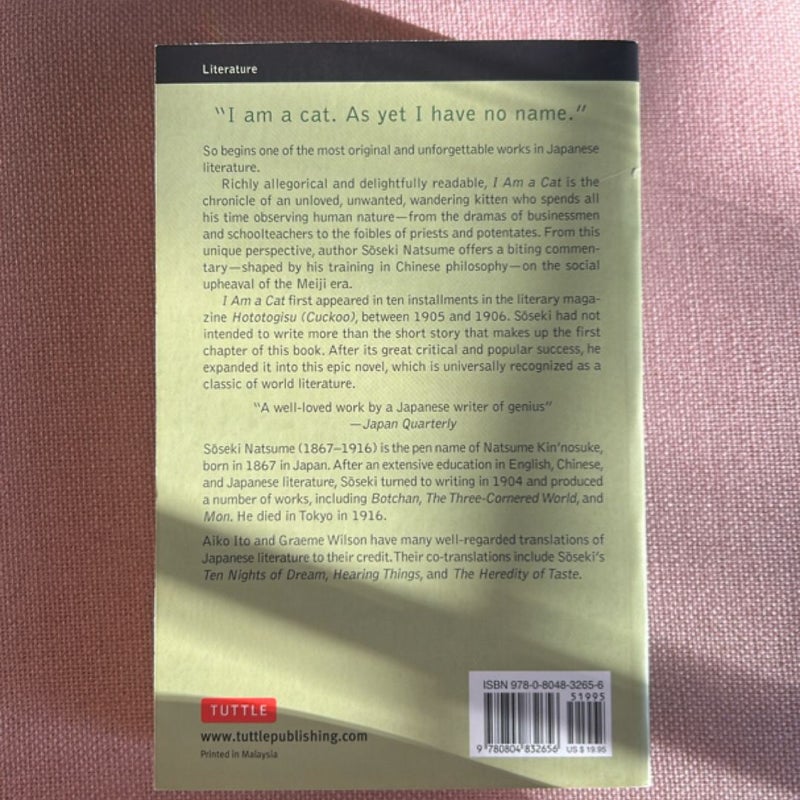 Literature
“I am a cat. As yet I have no name.”
So begins one of the most original and unforgettable works in Japanese
literature.
Richly allegorical and delightfully readable, I Am a Cat is the
chronicle of an unloved, unwanted, wandering kitten who spends all
his time observing human nature—from the dramas of businessmen
and schoolteachers to the foibles of priests and potentates. From this
unique perspective, author Sōseki Natsume offers a biting commen-
tary—shaped by his training in Chinese philosophy—on the social
upheaval of the Meiji era.
I Am a Cat first appeared in ten installments in the literary maga-
zine Hototogisu (Cuckoo), between 1905 and 1906. Sōseki had not
intended to write more than the short story that makes up the first
chapter of this book. After its great critical and popular success, he
expanded it into this epic novel, which is universally recognized as a
classic of world literature.
“A well-loved work by a Japanese writer of genius”
—Japan Quarterly
Sōseki Natsume (1867–1916) is the pen name of Natsume Kin’nosuke,
born in 1867 in Japan. After an extensive education in English, Chinese,
and Japanese literature, Sōseki turned to writing in 1904 and produced
a number of works, including Botchan, The Three-Cornered World, and
Mon. He died in Tokyo in 1916.
Aiko Ito and Graeme Wilson have many well-regarded translations of
Japanese literature to their credit. Their co-translations include Sōseki’s
Ten Nights of Dream, Hearing Things, and The Heredity of Taste.
ISBN 978-0-8048-3265-6
51995
9 780804 832656
US $ 19.95
TUTTLE
www.tuttlepublishing.com
Printed in Malaysia